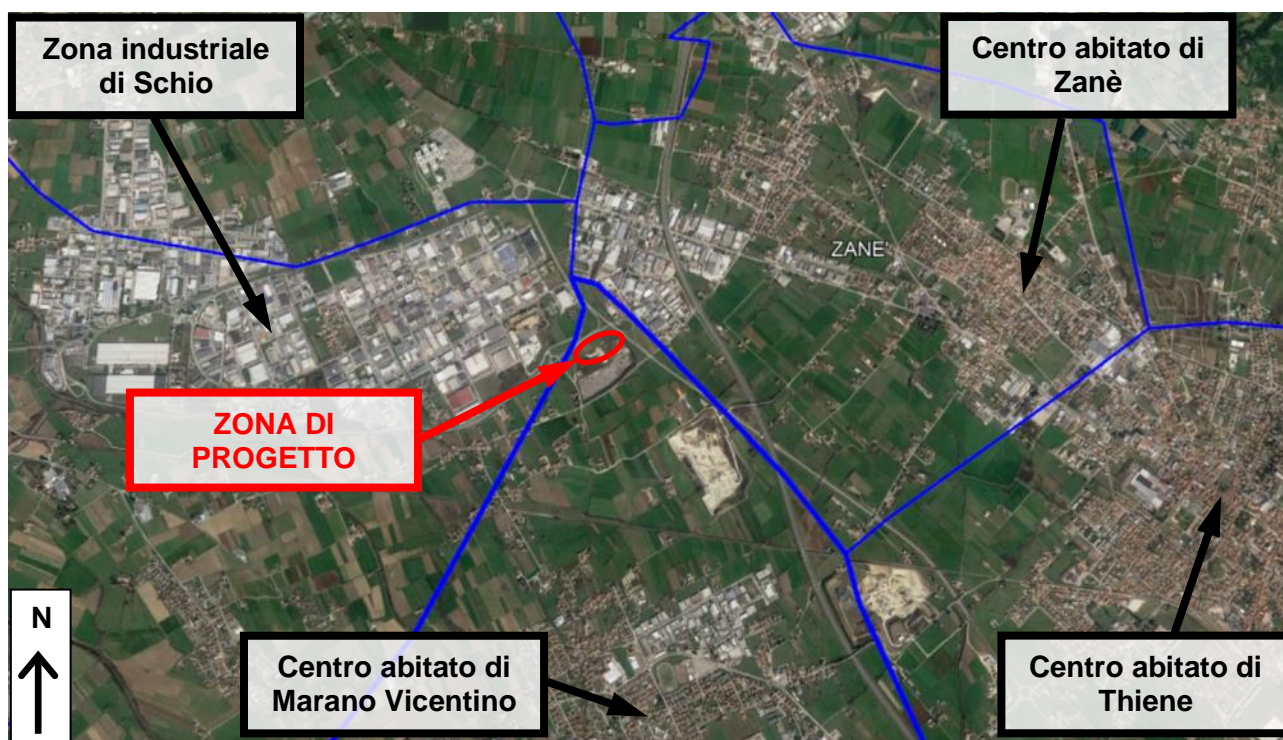 Zona industriale
di Schio
Centro abitato di
Zanè
ZANE'
ZONA DI
PROGETTO
N
Centro abitato di
Marano Vicentino
Centro abitato di
Thiene